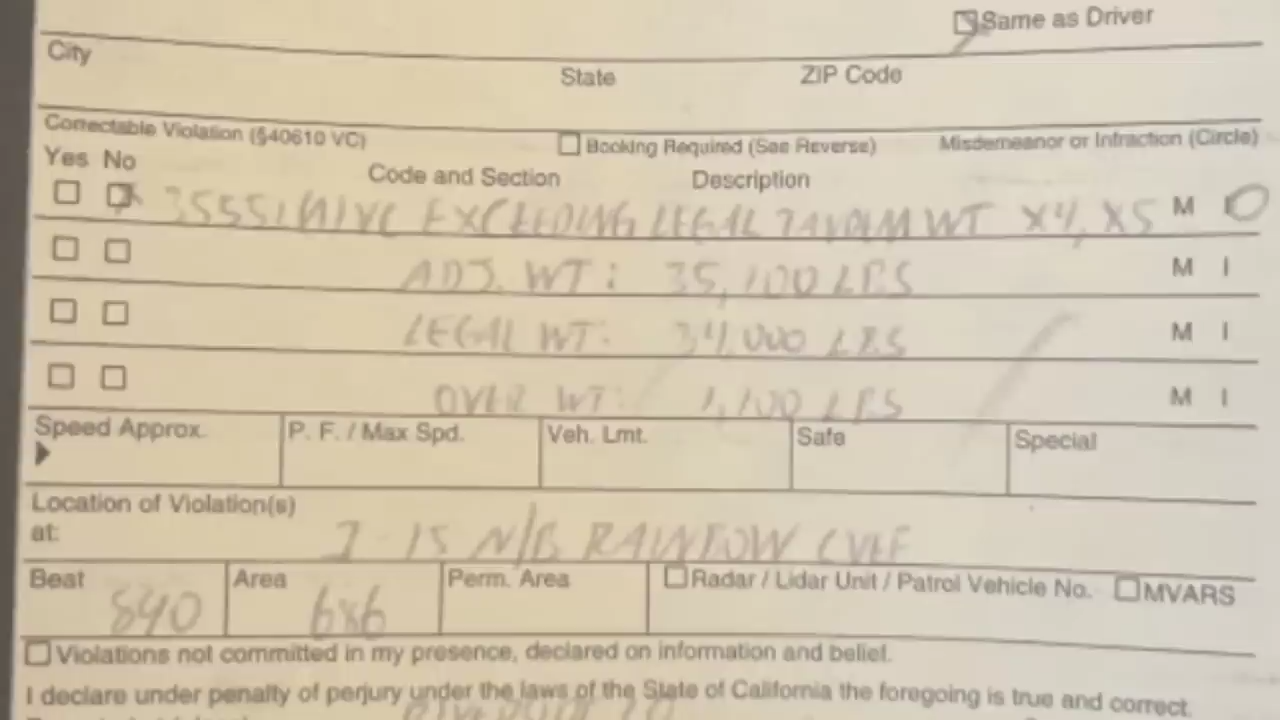 Same as Driver
City State ZIP Code
Correctable Violation (§40610 VC) Booking Required (See Reverse) Misdemeanor or Infraction (Circle)
Yes No Code and Section Description
35551(A) VC EXCEEDING LEGAL TANDEM WT X4, X5 M I
ADJ. WT: 35,100 LBS M I
LEGAL WT: 34,000 LBS M I
OVER WT: 1,100 LBS M I
Speed Approx. P. F. / Max Spd. Veh. Lmt. Safe Special
Location of Violation(s)
at: I-15 N/B RAINBOW CVEF
Beat Area Perm. Area Radar / Lidar Unit / Patrol Vehicle No. MVARS
840 686
Violations not committed in my presence, declared on information and belief.
I declare under penalty of perjury under the laws of the State of California the foregoing is true and correct.